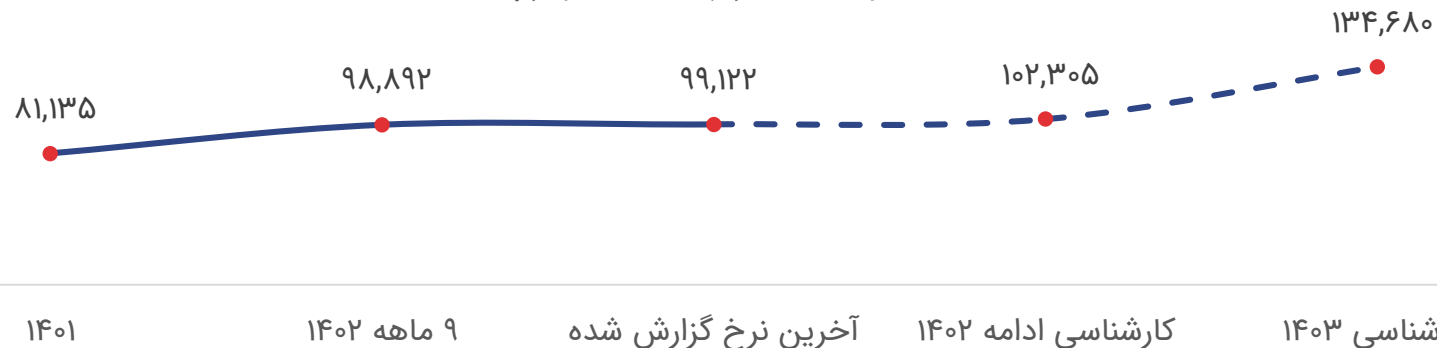 ۱۳۴,۶۸۰
۱۰۲,۳۰۵
۹۹,۱۲۲
۹۸,۸۹۲
۸۱,۱۳۵
۱۴۰۱
۹ ماهه ۱۴۰۲
آخرین نرخ گزارش شده
کارشناسی ادامه ۱۴۰۲
شناسی ۱۴۰۳